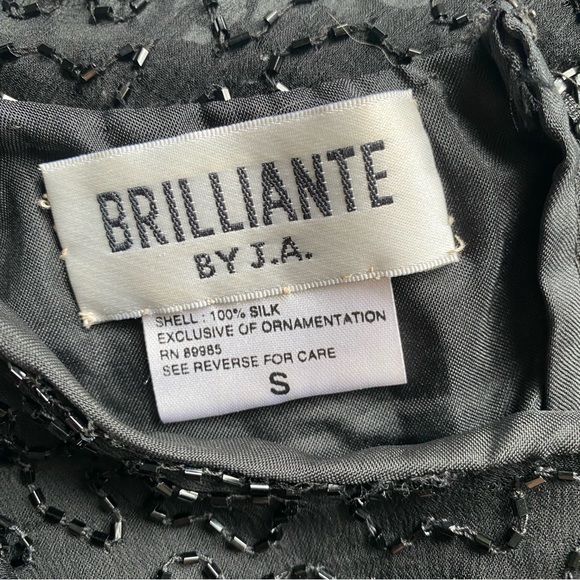 BRILLIANTE
BY J.A.
SHELL : 100% SILK
EXCLUSIVE OF ORNAMENTATION
RN 89985
SEE REVERSE FOR CARE
S